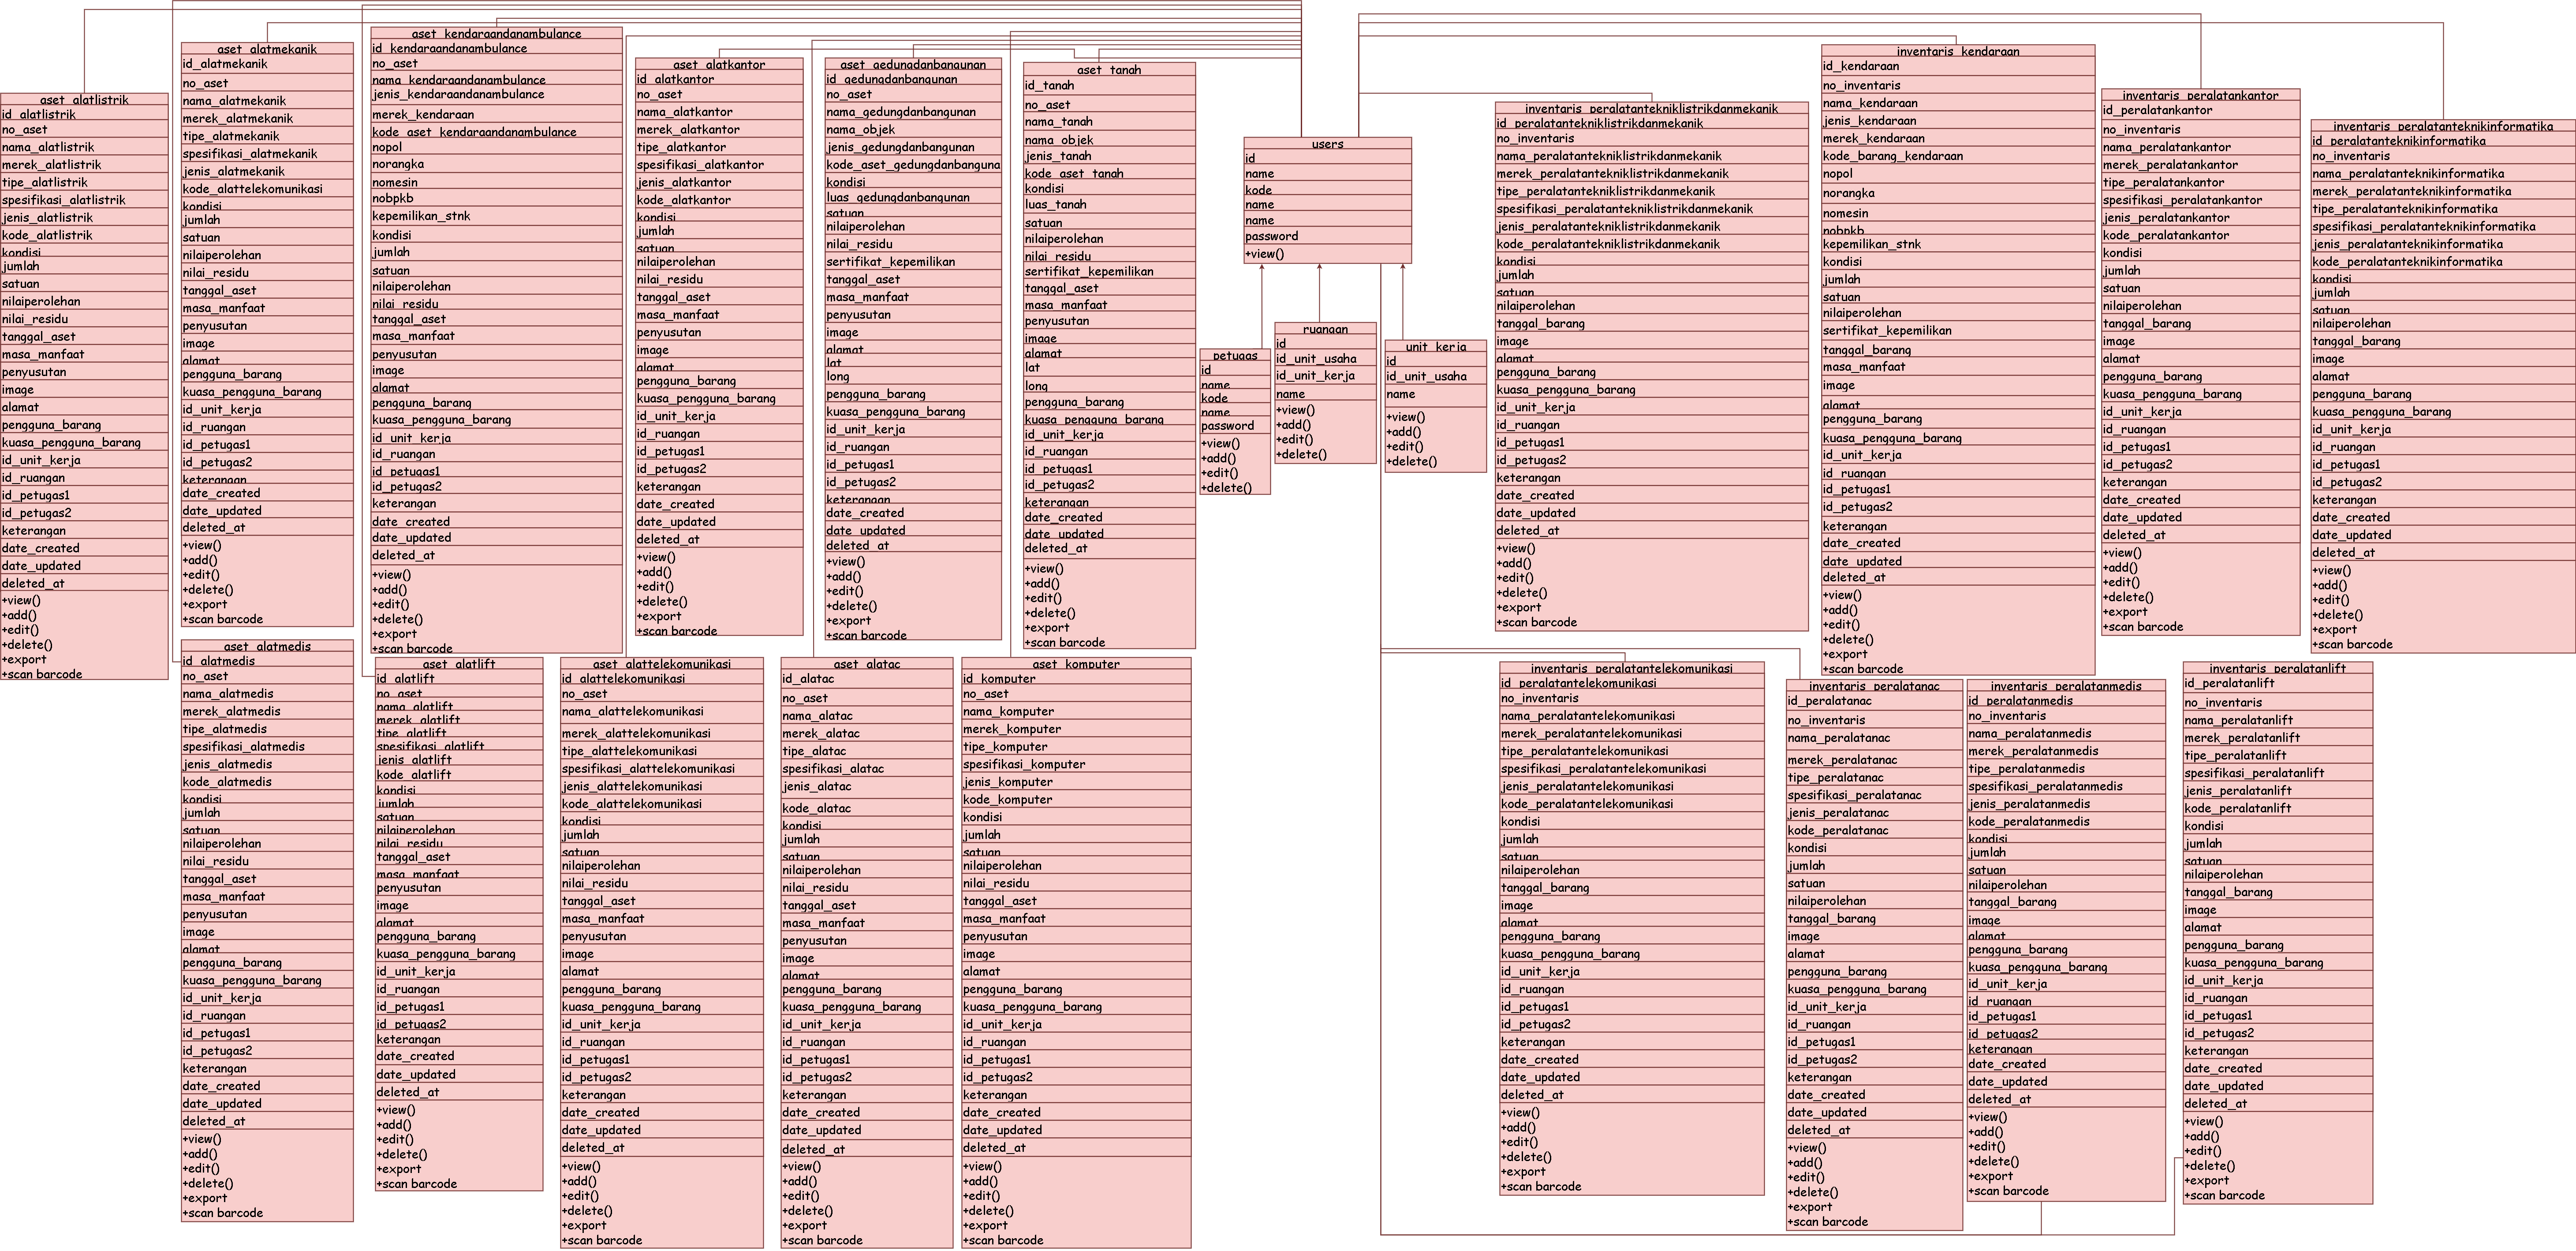 aset_alatlistrik
id_alatlistrik
no_aset
nama_alatlistrik
merek_alatlistrik
tipe_alatlistrik
spesifikasi_alatlistrik
jenis_alatlistrik
kode_alatlistrik
kondisi
jumlah
satuan
nilaiperolehan
nilai_residu
tanggal_aset
masa_manfaat
penyusutan
image
alamat
pengguna_barang
kuasa_pengguna_barang
id_unit_kerja
id_ruangan
id_petugas1
id_petugas2
keterangan
date_created
date_updated
deleted_at
+view()
+add()
+edit()
+delete()
+export
+scan barcode
aset_alatmekanik
id_alatmekanik
no_aset
nama_alatmekanik
merek_alatmekanik
tipe_alatmekanik
spesifikasi_alatmekanik
jenis_alatmekanik
kode_alattelekomunikasi
kondisi
jumlah
satuan
nilaiperolehan
nilai_residu
tanggal_aset
masa_manfaat
penyusutan
image
alamat
pengguna_barang
kuasa_pengguna_barang
id_unit_kerja
id_ruangan
id_petugas1
id_petugas2
keterangan
date_created
date_updated
deleted_at
+view()
+add()
+edit()
+delete()
+export
+scan barcode
aset_kendaraandanambulance
id_kendaraandanambulance
no_aset
nama_kendaraandanambulance
jenis_kendaraandanambulance
merek_kendaraan
kode_aset_kendaraandanambulance
nopol
norangka
nomesin
nobpkb
kepemilikan_stnk
kondisi
jumlah
satuan
nilaiperolehan
nilai_residu
tanggal_aset
masa_manfaat
penyusutan
image
alamat
pengguna_barang
kuasa_pengguna_barang
id_unit_kerja
id_ruangan
id_petugas1
id_petugas2
keterangan
date_created
date_updated
deleted_at
+view()
+add()
+edit()
+delete()
+export
+scan barcode
aset_alatkantor
id_alatkantor
no_aset
nama_alatkantor
merek_alatkantor
tipe_alatkantor
spesifikasi_alatkantor
jenis_alatkantor
kode_alatkantor
kondisi
jumlah
satuan
nilaiperolehan
nilai_residu
tanggal_aset
masa_manfaat
penyusutan
image
alamat
pengguna_barang
kuasa_pengguna_barang
id_unit_kerja
id_ruangan
id_petugas1
id_petugas2
keterangan
date_created
date_updated
deleted_at
+view()
+add()
+edit()
+delete()
+export
+scan barcode
aset_gedungdanbangunan
id_gedungdanbangunan
no_aset
nama_gedungdanbangunan
nama_objek
jenis_gedungdanbangunan
kode_aset_gedungdanbanguna
kondisi
luas_gedungdanbangunan
satuan
nilaiperolehan
nilai_residu
sertifikat_kepemilikan
tanggal_aset
masa_manfaat
penyusutan
image
alamat
lat
long
pengguna_barang
kuasa_pengguna_barang
id_unit_kerja
id_ruangan
id_petugas1
id_petugas2
keterangan
date_created
date_updated
deleted_at
+view()
+add()
+edit()
+delete()
+export
+scan barcode
aset_tanah
id_tanah
no_aset
nama_tanah
nama_objek
jenis_tanah
kode_aset_tanah
kondisi
luas_tanah
satuan
nilaiperolehan
nilai_residu
sertifikat_kepemilikan
tanggal_aset
masa_manfaat
penyusutan
image
alamat
lat
long
pengguna_barang
kuasa_pengguna_barang
id_unit_kerja
id_ruangan
id_petugas1
id_petugas2
keterangan
date_created
date_updated
deleted_at
+view()
+add()
+edit()
+delete()
+export
+scan barcode
users
id
name
kode
name
name
password
+view()
petugas
id
name
kode
name
password
+view()
+add()
+edit()
+delete()
ruangan
id
id_unit_usaha
id_unit_kerja
name
+view()
+add()
+edit()
+delete()
unit_kerja
id
id_unit_usaha
name
+view()
+add()
+edit()
+delete()
inventaris_peralatantekniklistrikdanmekanik
id_peralatantekniklistrikdanmekanik
no_inventaris
nama_peralatantekniklistrikdanmekanik
merek_peralatantekniklistrikdanmekanik
tipe_peralatantekniklistrikdanmekanik
spesifikasi_peralatantekniklistrikdanmekanik
jenis_peralatantekniklistrikdanmekanik
kode_peralatantekniklistrikdanmekanik
kondisi
jumlah
satuan
nilaiperolehan
tanggal_barang
image
alamat
pengguna_barang
kuasa_pengguna_barang
id_unit_kerja
id_ruangan
id_petugas1
id_petugas2
keterangan
date_created
date_updated
deleted_at
+view()
+add()
+edit()
+delete()
+export
+scan barcode
inventaris_kendaraan
id_kendaraan
no_inventaris
nama_kendaraan
jenis_kendaraan
merek_kendaraan
kode_barang_kendaraan
nopol
norangka
nomesin
nobpkb
kepemilikan_stnk
kondisi
jumlah
satuan
nilaiperolehan
sertifikat_kepemilikan
tanggal_barang
masa_manfaat
image
alamat
pengguna_barang
kuasa_pengguna_barang
id_unit_kerja
id_ruangan
id_petugas1
id_petugas2
keterangan
date_created
date_updated
deleted_at
+view()
+add()
+edit()
+delete()
+export
+scan barcode
inventaris_peralatankantor
id_peralatankantor
no_inventaris
nama_peralatankantor
merek_peralatankantor
tipe_peralatankantor
spesifikasi_peralatankantor
jenis_peralatankantor
kode_peralatankantor
kondisi
jumlah
satuan
nilaiperolehan
tanggal_barang
image
alamat
pengguna_barang
kuasa_pengguna_barang
id_unit_kerja
id_ruangan
id_petugas1
id_petugas2
keterangan
date_created
date_updated
deleted_at
+view()
+add()
+edit()
+delete()
+export
+scan barcode
inventaris_peralatanteknikinformatika
id_peralatanteknikinformatika
no_inventaris
nama_peralatanteknikinformatika
merek_peralatanteknikinformatika
tipe_peralatanteknikinformatika
spesifikasi_peralatanteknikinformatika
jenis_peralatanteknikinformatika
kode_peralatanteknikinformatika
kondisi
jumlah
satuan
nilaiperolehan
tanggal_barang
image
alamat
pengguna_barang
kuasa_pengguna_barang
id_unit_kerja
id_ruangan
id_petugas1
id_petugas2
keterangan
date_created
date_updated
deleted_at
+view()
+add()
+edit()
+delete()
+export
+scan barcode
aset_alatmedis
id_alatmedis
no_aset
nama_alatmedis
merek_alatmedis
tipe_alatmedis
spesifikasi_alatmedis
jenis_alatmedis
kode_alatmedis
kondisi
jumlah
satuan
nilaiperolehan
nilai_residu
tanggal_aset
masa_manfaat
penyusutan
image
alamat
pengguna_barang
kuasa_pengguna_barang
id_unit_kerja
id_ruangan
id_petugas1
id_petugas2
keterangan
date_created
date_updated
deleted_at
+view()
+add()
+edit()
+delete()
+export
+scan barcode
aset_alatlift
id_alatlift
no_aset
nama_alatlift
merek_alatlift
tipe_alatlift
spesifikasi_alatlift
jenis_alatlift
kode_alatlift
kondisi
jumlah
satuan
nilaiperolehan
nilai_residu
tanggal_aset
masa_manfaat
penyusutan
image
alamat
pengguna_barang
kuasa_pengguna_barang
id_unit_kerja
id_ruangan
id_petugas1
id_petugas2
keterangan
date_created
date_updated
deleted_at
+view()
+add()
+edit()
+delete()
+export
+scan barcode
aset_alattelekomunikasi
id_alattelekomunikasi
no_aset
nama_alattelekomunikasi
merek_alattelekomunikasi
tipe_alattelekomunikasi
spesifikasi_alattelekomunikasi
jenis_alattelekomunikasi
kode_alattelekomunikasi
kondisi
jumlah
satuan
nilaiperolehan
nilai_residu
tanggal_aset
masa_manfaat
penyusutan
image
alamat
pengguna_barang
kuasa_pengguna_barang
id_unit_kerja
id_ruangan
id_petugas1
id_petugas2
keterangan
date_created
date_updated
deleted_at
+view()
+add()
+edit()
+delete()
+export
+scan barcode
aset_alatac
id_alatac
no_aset
nama_alatac
merek_alatac
tipe_alatac
spesifikasi_alatac
jenis_alatac
kode_alatac
kondisi
jumlah
satuan
nilaiperolehan
nilai_residu
tanggal_aset
masa_manfaat
penyusutan
image
alamat
pengguna_barang
kuasa_pengguna_barang
id_unit_kerja
id_ruangan
id_petugas1
id_petugas2
keterangan
date_created
date_updated
deleted_at
+view()
+add()
+edit()
+delete()
+export
+scan barcode
aset_komputer
id_komputer
no_aset
nama_komputer
merek_komputer
tipe_komputer
spesifikasi_komputer
jenis_komputer
kode_komputer
kondisi
jumlah
satuan
nilaiperolehan
nilai_residu
tanggal_aset
masa_manfaat
penyusutan
image
alamat
pengguna_barang
kuasa_pengguna_barang
id_unit_kerja
id_ruangan
id_petugas1
id_petugas2
keterangan
date_created
date_updated
deleted_at
+view()
+add()
+edit()
+delete()
+export
+scan barcode
inventaris_peralatantelekomunikasi
id_peralatantelekomunikasi
no_inventaris
nama_peralatantelekomunikasi
merek_peralatantelekomunikasi
tipe_peralatantelekomunikasi
spesifikasi_peralatantelekomunikasi
jenis_peralatantelekomunikasi
kode_peralatantelekomunikasi
kondisi
jumlah
satuan
nilaiperolehan
tanggal_barang
image
alamat
pengguna_barang
kuasa_pengguna_barang
id_unit_kerja
id_ruangan
id_petugas1
id_petugas2
keterangan
date_created
date_updated
deleted_at
+view()
+add()
+edit()
+delete()
+export
+scan barcode
inventaris_peralatanac
id_peralatanac
no_inventaris
nama_peralatanac
merek_peralatanac
tipe_peralatanac
spesifikasi_peralatanac
jenis_peralatanac
kode_peralatanac
kondisi
jumlah
satuan
nilaiperolehan
tanggal_barang
image
alamat
pengguna_barang
kuasa_pengguna_barang
id_unit_kerja
id_ruangan
id_petugas1
id_petugas2
keterangan
date_created
date_updated
deleted_at
+view()
+add()
+edit()
+delete()
+export
+scan barcode
inventaris_peralatanmedis
id_peralatanmedis
no_inventaris
nama_peralatanmedis
merek_peralatanmedis
tipe_peralatanmedis
spesifikasi_peralatanmedis
jenis_peralatanmedis
kode_peralatanmedis
kondisi
jumlah
satuan
nilaiperolehan
tanggal_barang
image
alamat
pengguna_barang
kuasa_pengguna_barang
id_unit_kerja
id_ruangan
id_petugas1
id_petugas2
keterangan
date_created
date_updated
deleted_at
+view()
+add()
+edit()
+delete()
+export
+scan barcode
inventaris_peralatanlift
id_peralatanlift
no_inventaris
nama_peralatanlift
merek_peralatanlift
tipe_peralatanlift
spesifikasi_peralatanlift
jenis_peralatanlift
kode_peralatanlift
kondisi
jumlah
satuan
nilaiperolehan
tanggal_barang
image
alamat
pengguna_barang
kuasa_pengguna_barang
id_unit_kerja
id_ruangan
id_petugas1
id_petugas2
keterangan
date_created
date_updated
deleted_at
+view()
+add()
+edit()
+delete()
+export
+scan barcode